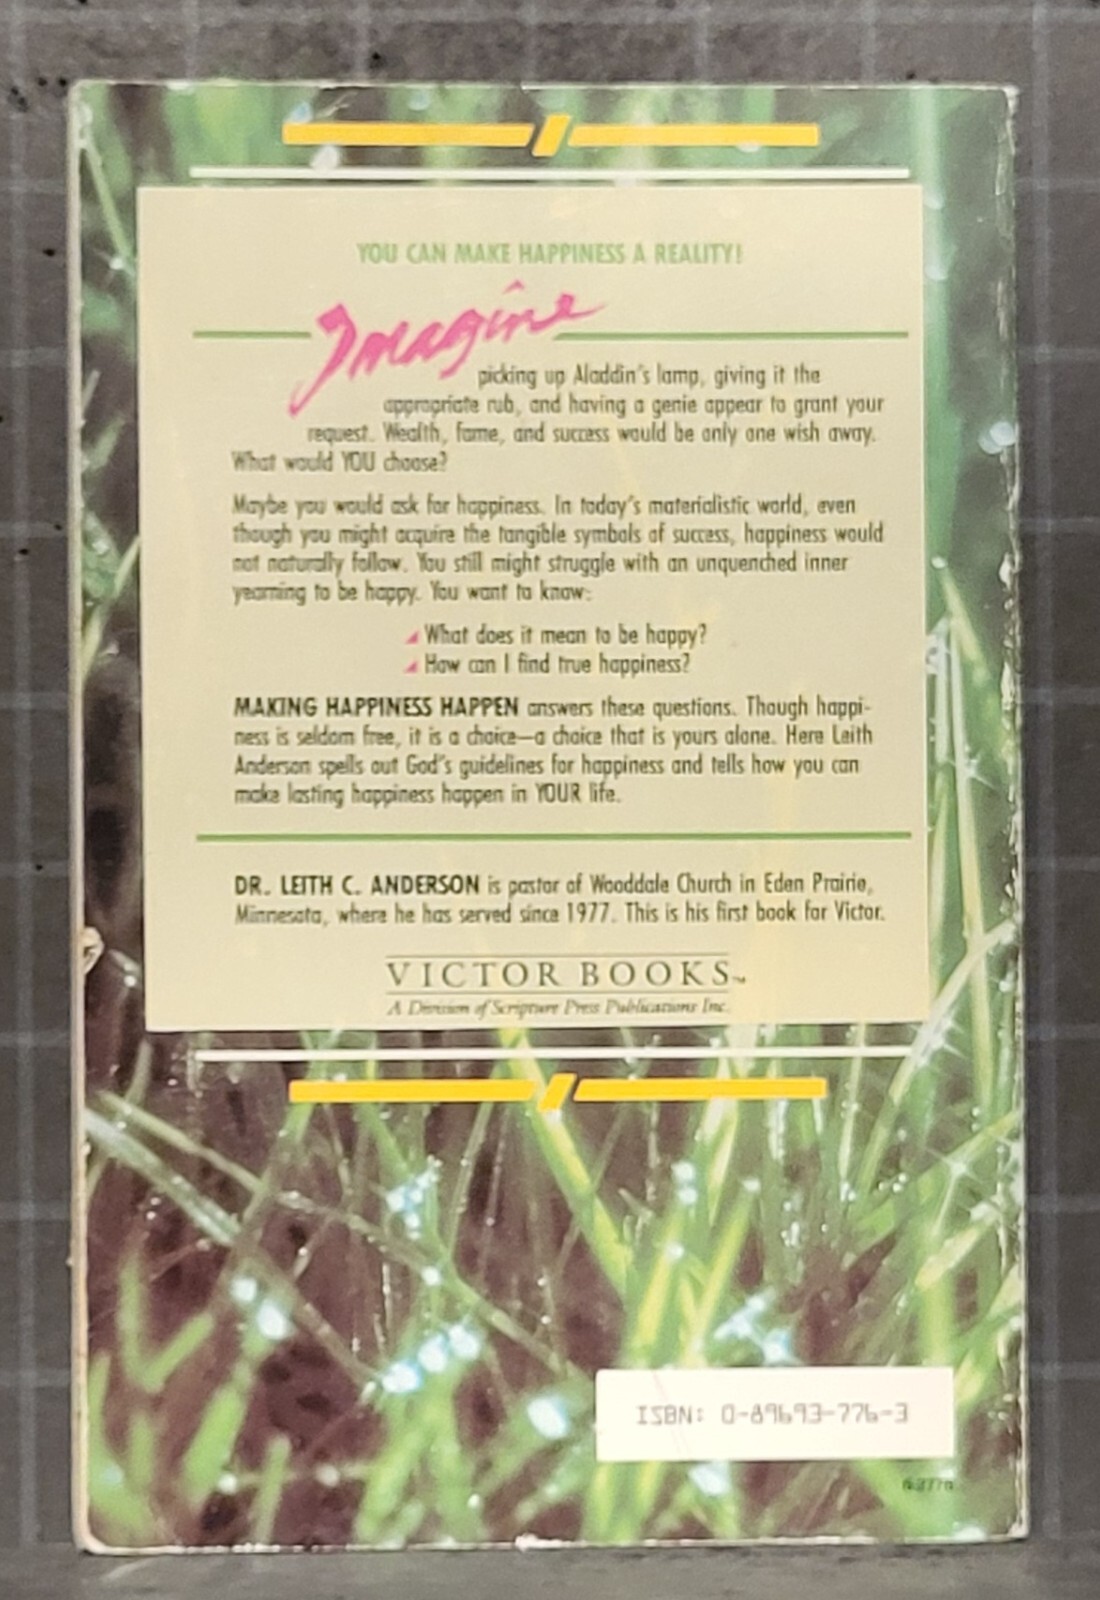 YOU CAN MAKE HAPPINESS A REALITY!
Imagine
picking up Aladdin's lamp, giving it the
appropriate rub, and having a genie appear to grant your
request. Wealth, fame, and success would be only one wish away.
What would YOU choose?
Maybe you would ask for happiness. In today's materialistic world, even
though you might acquire the tangible symbols of success, happiness would
not naturally follow. You still might struggle with an unquenched inner
yearning to be happy. You want to know:
What does it mean to be happy?
How can I find true happiness?
MAKING HAPPINESS HAPPEN answers these questions. Though happi-
ness is seldom free, it is a choice—a choice that is yours alone. Here Leith
Anderson spells out God's guidelines for happiness and tells how you can
make lasting happiness happen in YOUR life.
DR. LEITH C. ANDERSON is pastor of Wooddale Church in Eden Prairie,
Minnesota, where he has served since 1977. This is his first book for Victor.
VICTOR BOOKS™
A Division of Scripture Press Publications Inc.
ISBN: 0-89693-776-3